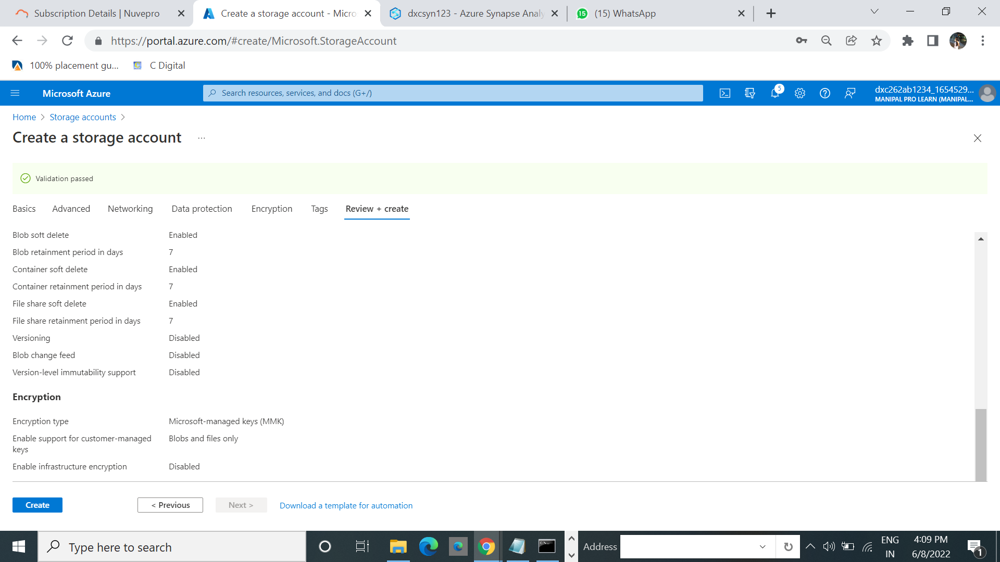 Subscription Details | Nuvepro
Create a storage account - Micro
dxcsyn123 - Azure Synapse Analy
15 (15) WhatsApp
https://portal.azure.com/#create/Microsoft.StorageAccount
100% placement gu...
C Digital
Microsoft Azure
Search resources, services, and docs (G+/)
5
dxc262ab1234_1654529...
MANIPAL PRO LEARN (MANIPAL...
Home > Storage accounts >
Create a storage account ...
Validation passed
Basics Advanced Networking Data protection Encryption Tags Review + create
Blob soft delete Enabled
Blob retainment period in days 7
Container soft delete Enabled
Container retainment period in days 7
File share soft delete Enabled
File share retainment period in days 7
Versioning Disabled
Blob change feed Disabled
Version-level immutability support Disabled
Encryption
Encryption type Microsoft-managed keys (MMK)
Enable support for customer-managed keys Blobs and files only
Enable infrastructure encryption Disabled
Create < Previous Next > Download a template for automation
Type here to search
Address
ENG
IN
4:09 PM
6/8/2022
1